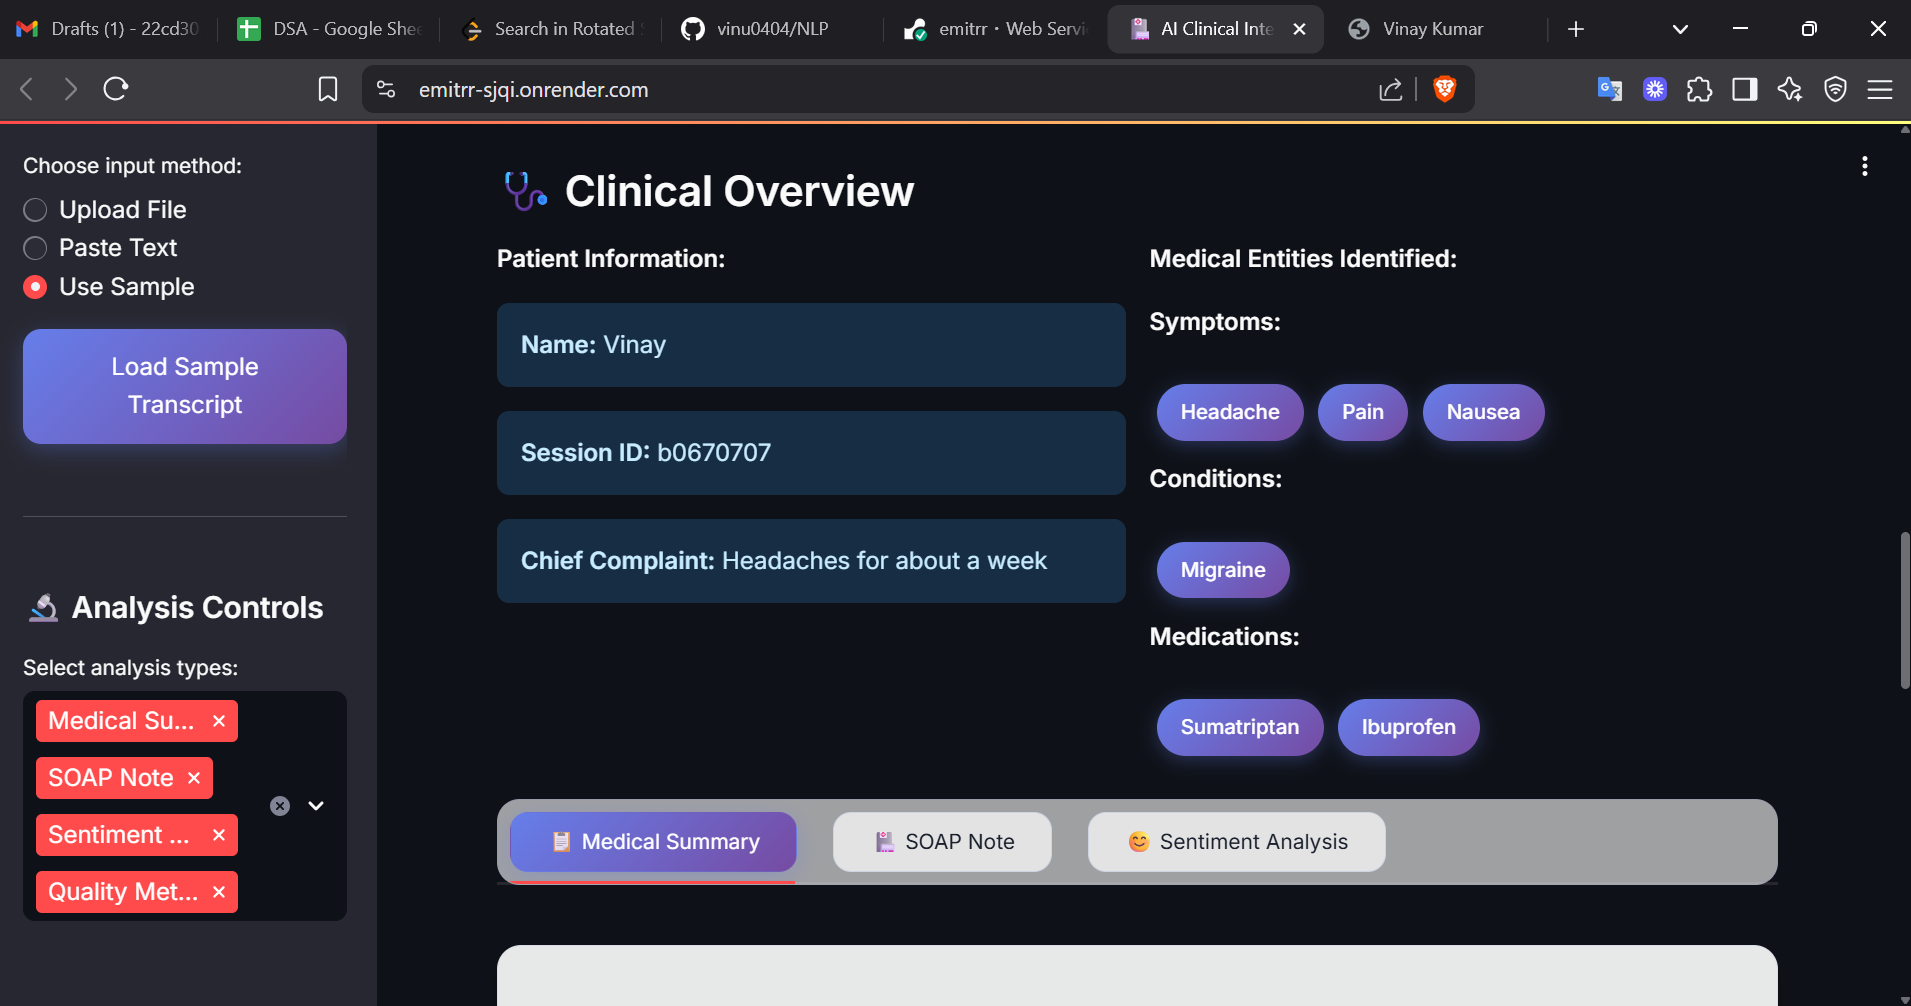 Drafts (1) - 22cd30
DSA - Google Shee
Search in Rotated S
vinu0404/NLP
emitrr · Web Servi
AI Clinical Inte
Vinay Kumar
emitrr-sjqi.onrender.com
Choose input method:
Upload File
Paste Text
Use Sample
Load Sample
Transcript
Analysis Controls
Select analysis types:
Medical Su...
SOAP Note
Sentiment ...
Quality Met...
Clinical Overview
Patient Information:
Name: Vinay
Session ID: b0670707
Chief Complaint: Headaches for about a week
Medical Entities Identified:
Symptoms:
Headache Pain Nausea
Conditions:
Migraine
Medications:
Sumatriptan Ibuprofen
Medical Summary SOAP Note Sentiment Analysis